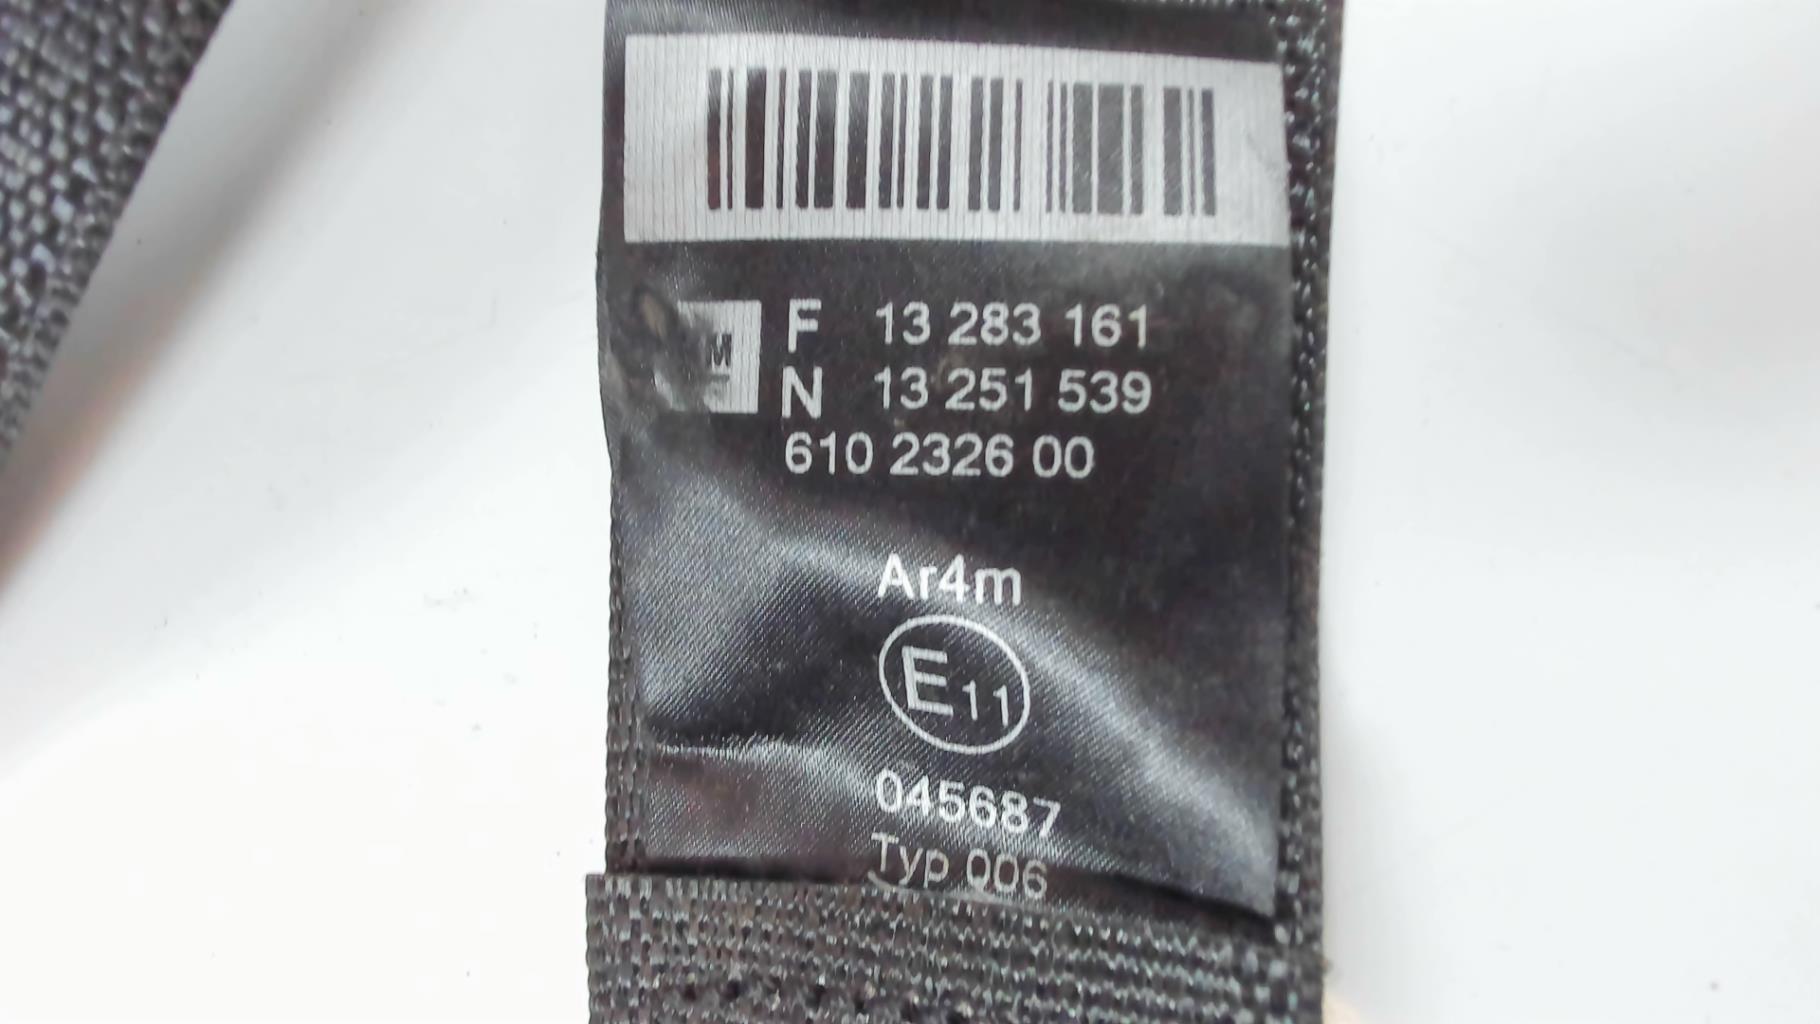 F 13 283 161
N 13 251 539
610 2326 00
Ar4m
E11
045687
Typ 006